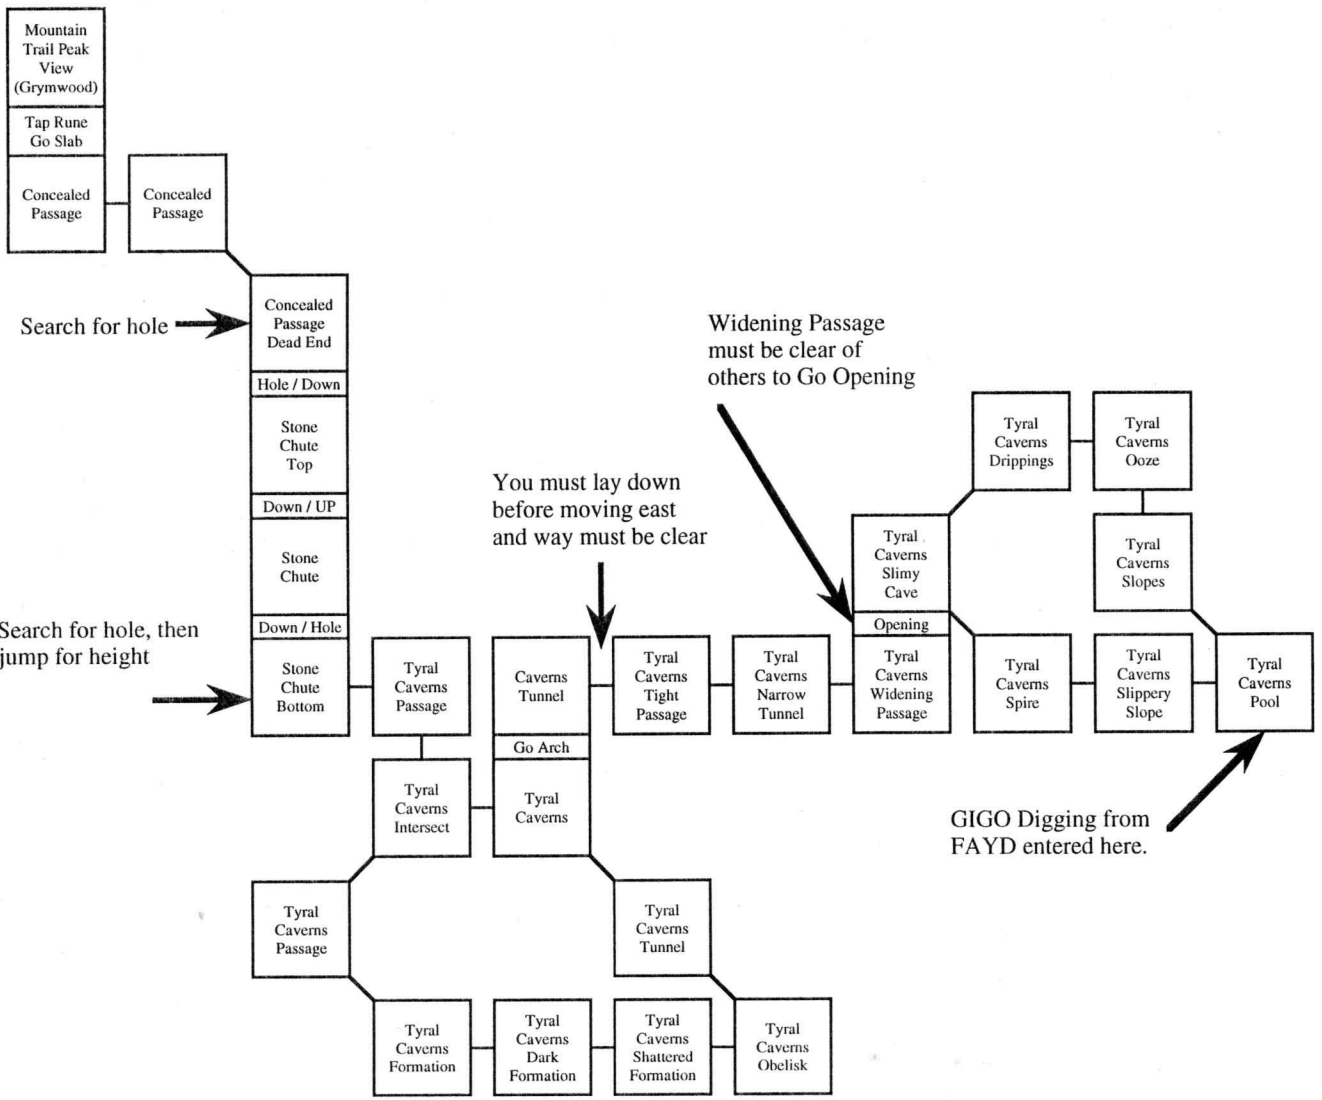 Mountain
Trail Peak
View
(Grymwood)
Tap Rune
Go Slab
Concealed
Passage
Concealed
Passage
Search for hole
Concealed
Passage
Dead End
Hole / Down
Stone
Chute
Top
Down / UP
Stone
Chute
Down / Hole
Search for hole, then
jump for height
Stone
Chute
Bottom
Tyral
Caverns
Passage
You must lay down
before moving east
and way must be clear
Caverns
Tunnel
Go Arch
Tyral
Caverns
Tyral
Caverns
Intersect
Tyral
Caverns
Tight
Passage
Tyral
Caverns
Narrow
Tunnel
Widening Passage
must be clear of
others to Go Opening
Tyral
Caverns
Slimy
Cave
Opening
Tyral
Caverns
Widening
Passage
Tyral
Caverns
Drippings
Tyral
Caverns
Ooze
Tyral
Caverns
Slopes
Tyral
Caverns
Spire
Tyral
Caverns
Slippery
Slope
Tyral
Caverns
Pool
GIGO Digging from
FAYD entered here.
Tyral
Caverns
Passage
Tyral
Caverns
Tunnel
Tyral
Caverns
Formation
Tyral
Caverns
Dark
Formation
Tyral
Caverns
Shattered
Formation
Tyral
Caverns
Obelisk